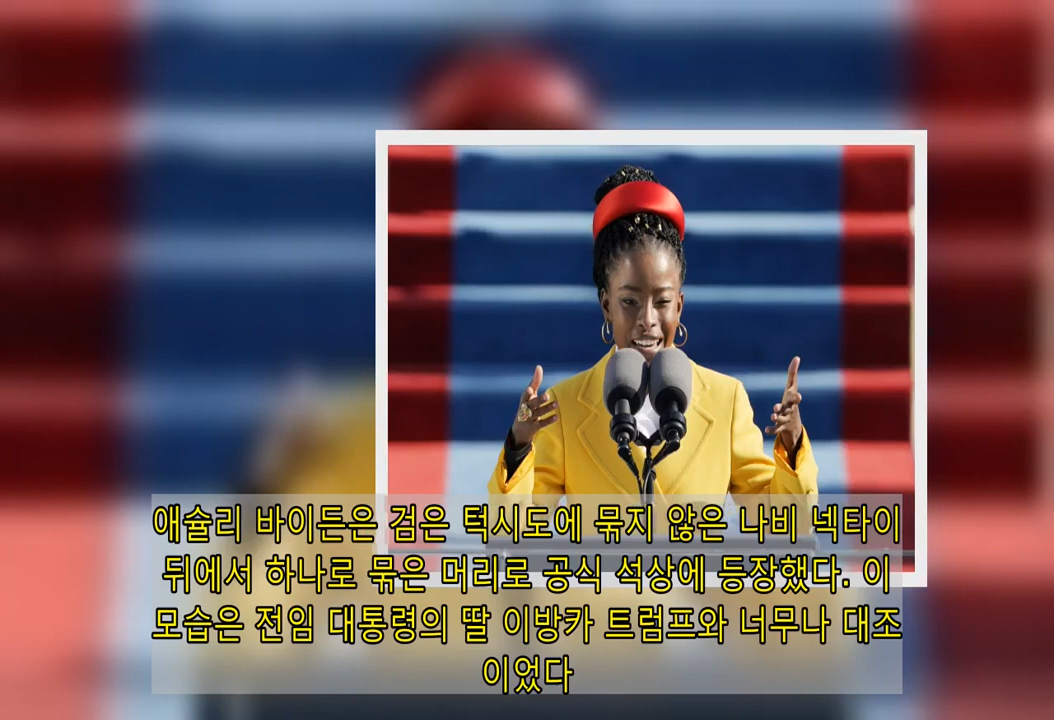 애슐리 바이든은 검은 턱시도에 묶지 않은 나비 넥타이
뒤에서 하나로 묶은 머리로 공식 석상에 등장했다. 이
모습은 전임 대통령의 딸 이방카 트럼프와 너무나 대조
이었다